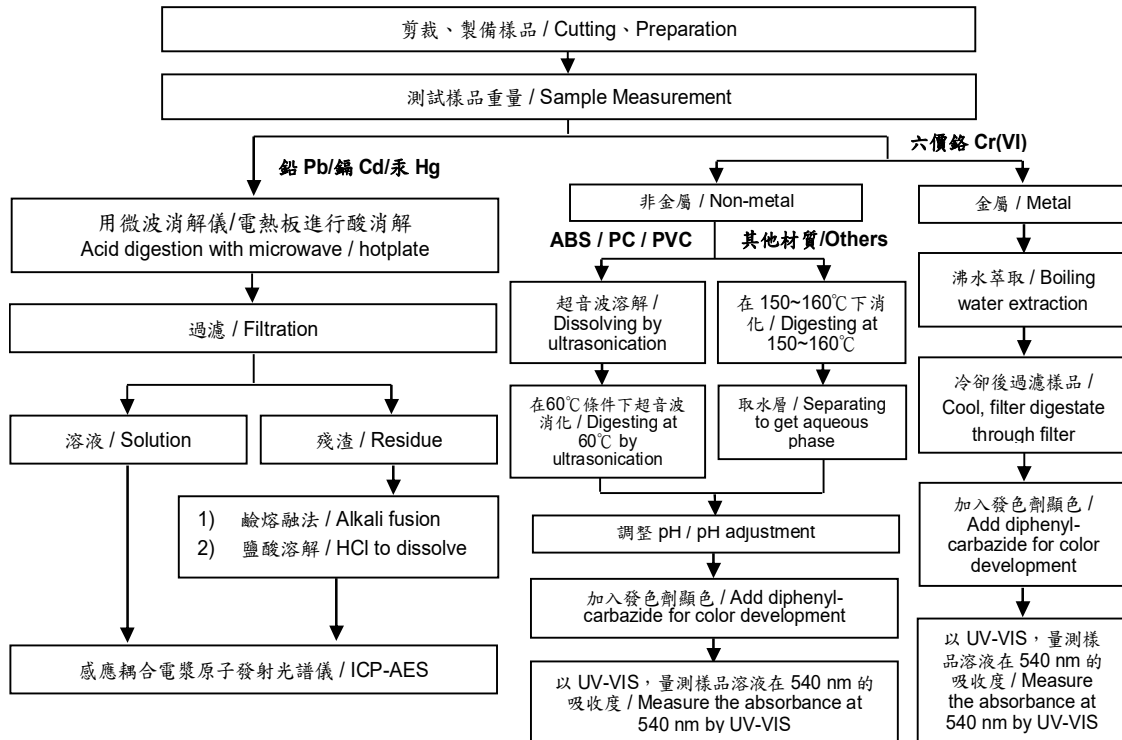 剪裁、製備樣品 / Cutting、Preparation
測試樣品重量 / Sample Measurement
鉛 Pb/鎘 Cd/汞 Hg
用微波消解儀/電熱板進行酸消解
Acid digestion with microwave / hotplate
過濾 / Filtration
溶液 / Solution
殘渣 / Residue
1) 鹼熔融法 / Alkali fusion
2) 鹽酸溶解 / HCl to dissolve
感應耦合電漿原子發射光譜儀 / ICP-AES
六價鉻 Cr(VI)
非金屬 / Non-metal
ABS / PC / PVC
超音波溶解 /
Dissolving by
ultrasonication
在60℃條件下超音波
消化 / Digesting at
60℃ by
ultrasonication
其他材質/Others
在 150~160℃下消
化 / Digesting at
150~160℃
取水層 / Separating
to get aqueous
phase
調整 pH / pH adjustment
加入發色劑顯色 / Add diphenyl-
carbazide for color development
以 UV-VIS，量測樣品溶液在 540 nm 的
吸收度 / Measure the absorbance at
540 nm by UV-VIS
金屬 / Metal
沸水萃取 / Boiling
water extraction
冷卻後過濾樣品 /
Cool, filter digestate
through filter
加入發色劑顯色 /
Add diphenyl-
carbazide for color
development
以 UV-VIS，量測樣
品溶液在 540 nm 的
吸收度 / Measure
the absorbance at
540 nm by UV-VIS